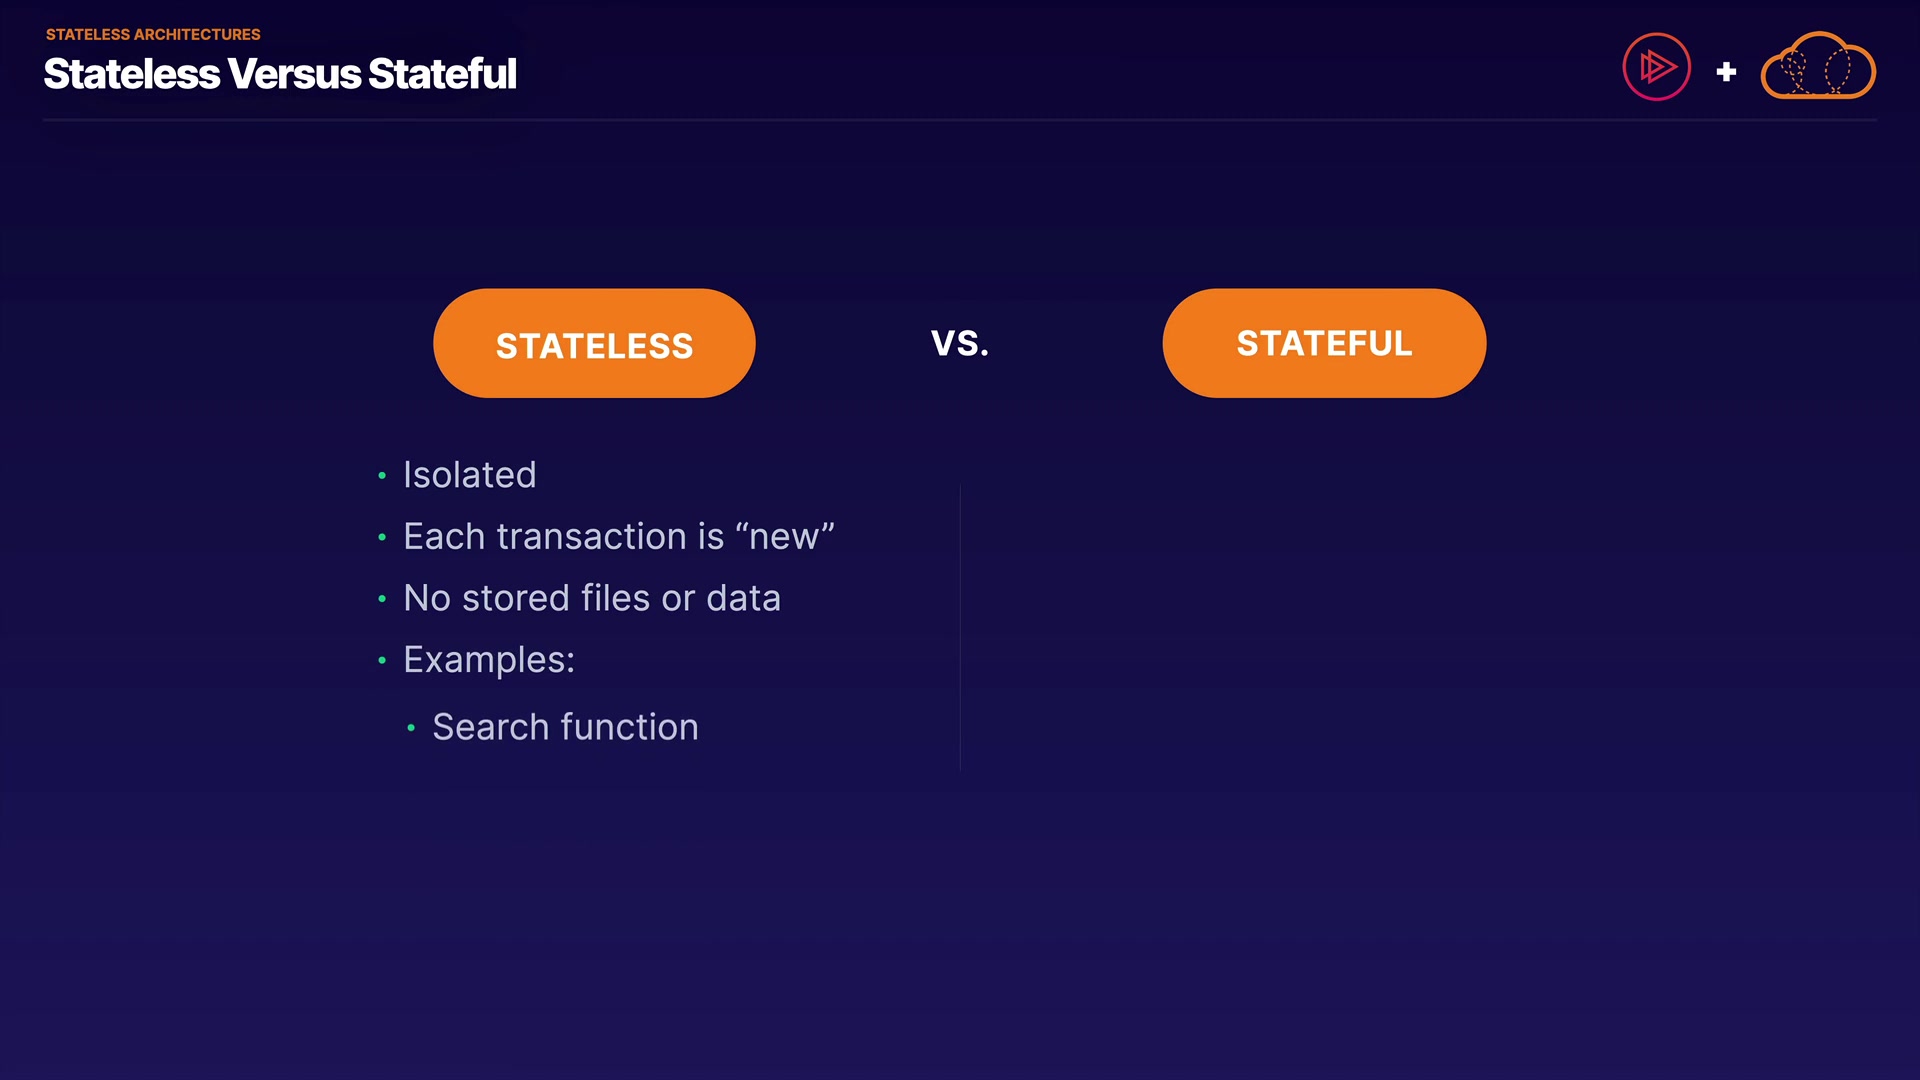 STATELESS ARCHITECTURES
Stateless Versus Stateful
STATELESS
VS.
STATEFUL
• Isolated
• Each transaction is “new”
• No stored files or data
• Examples:
• Search function